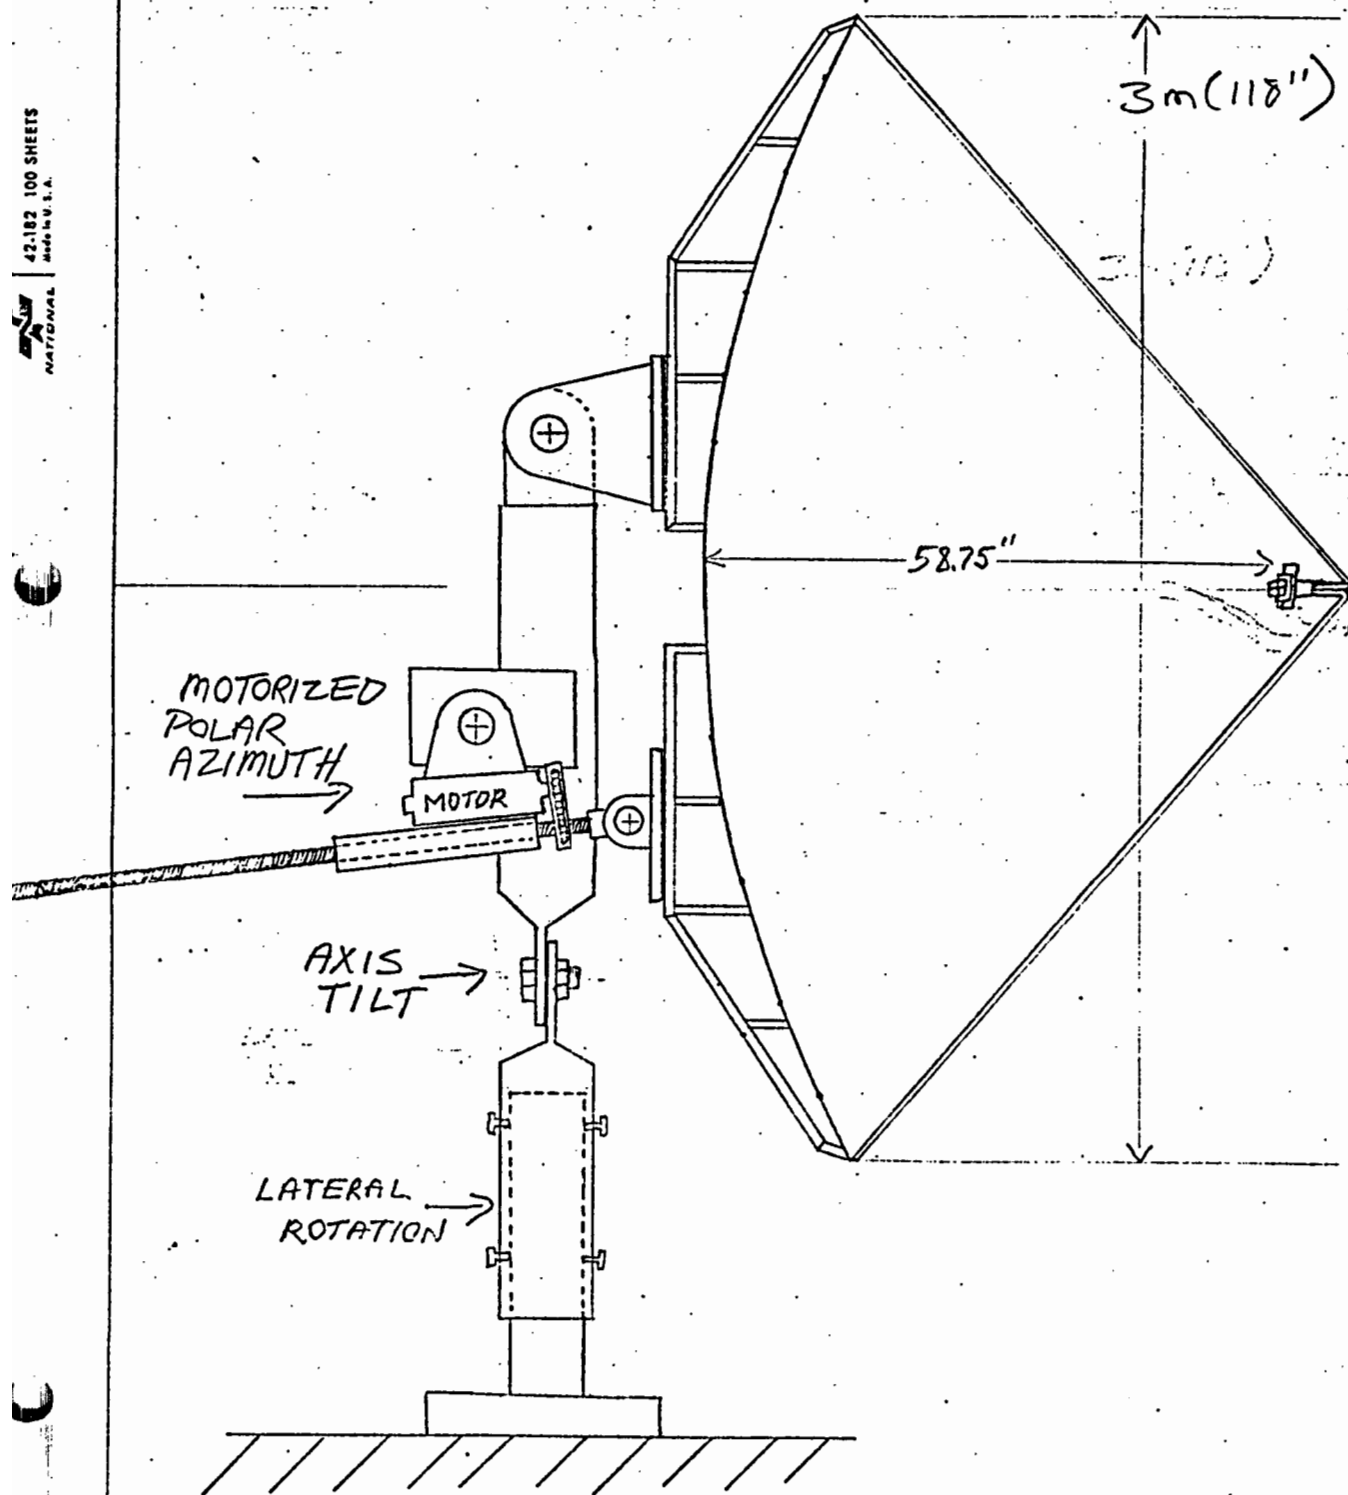 42-182 100 SHEETS
Made in U.S.A.
NATIONAL
3m(118")
58.75"
MOTORIZED
POLAR
AZIMUTH
MOTOR
AXIS
TILT
LATERAL
ROTATION